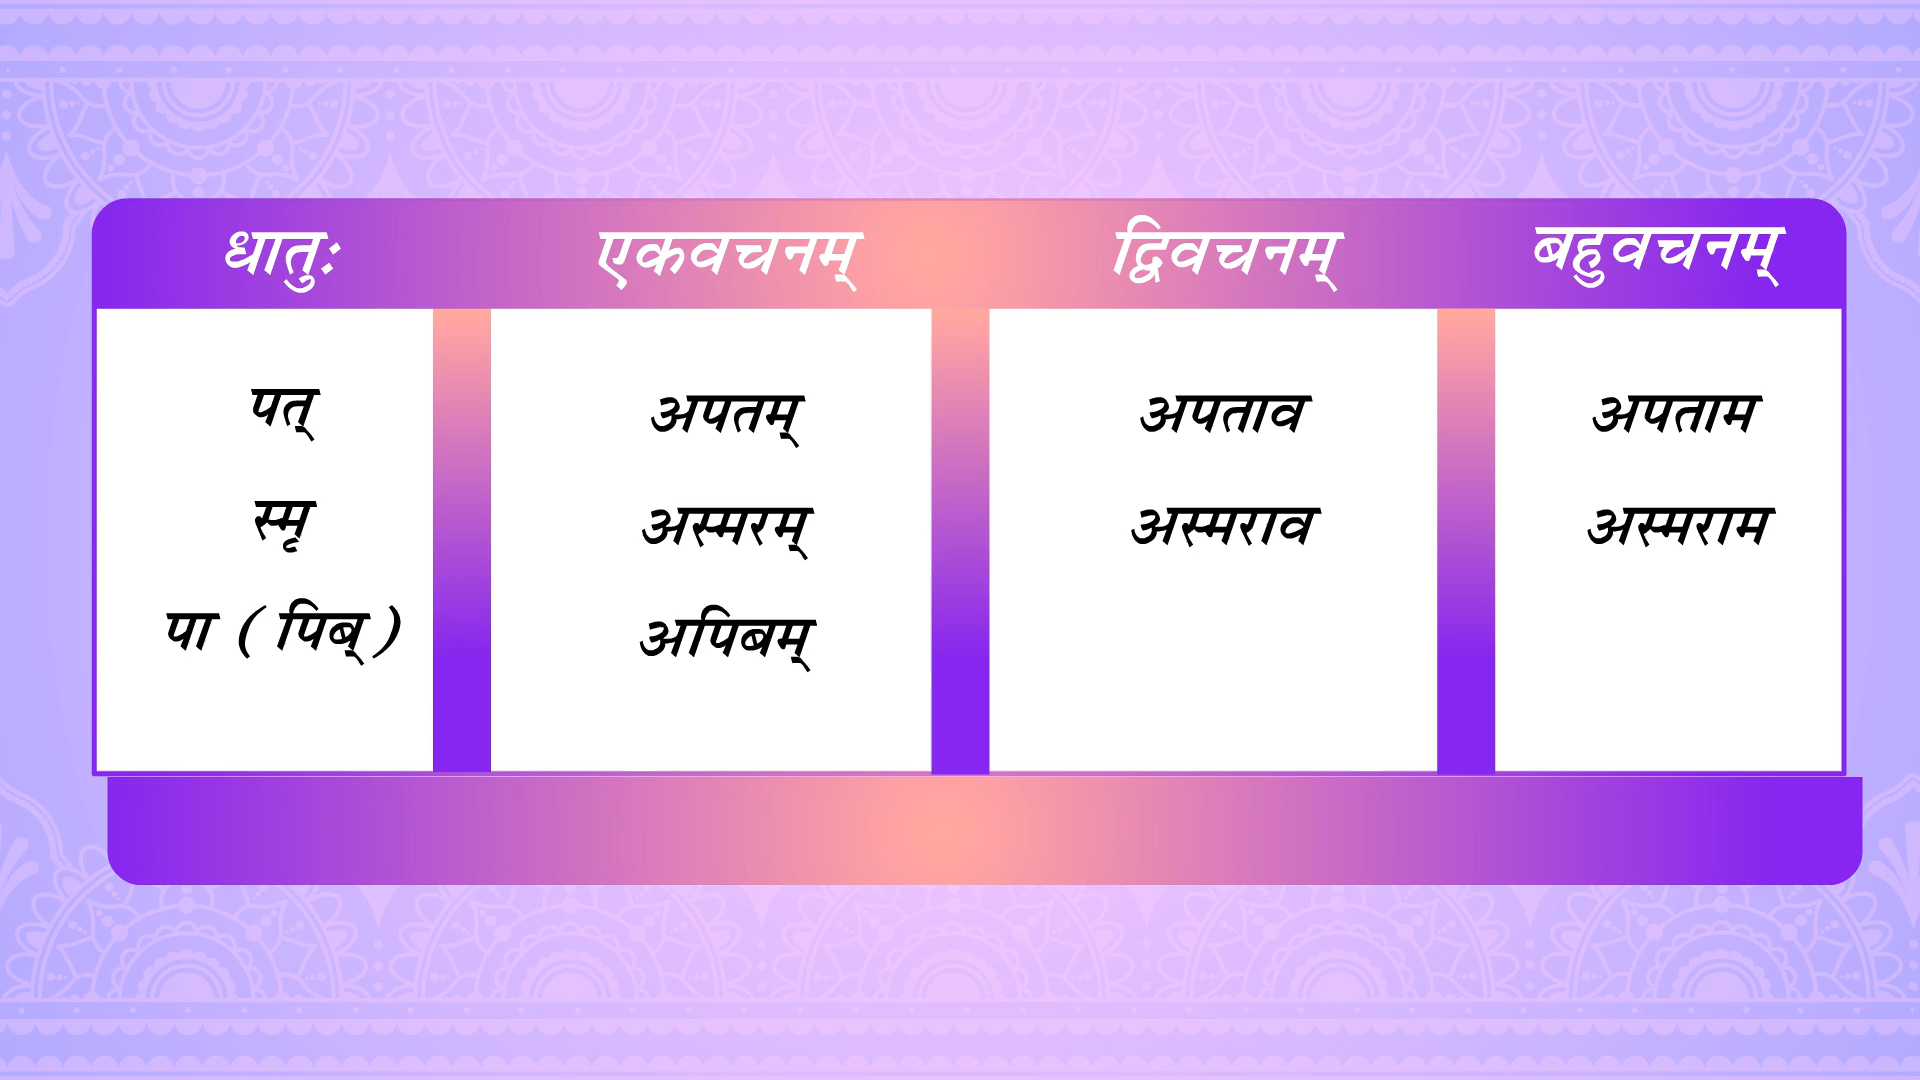 धातुः एकवचनम् द्विवचनम् बहुवचनम्
पत् अपतम् अपताव अपताम
स्मृ अस्मरम् अस्मराव अस्मराम
पा ( पिब् ) अपिबम्